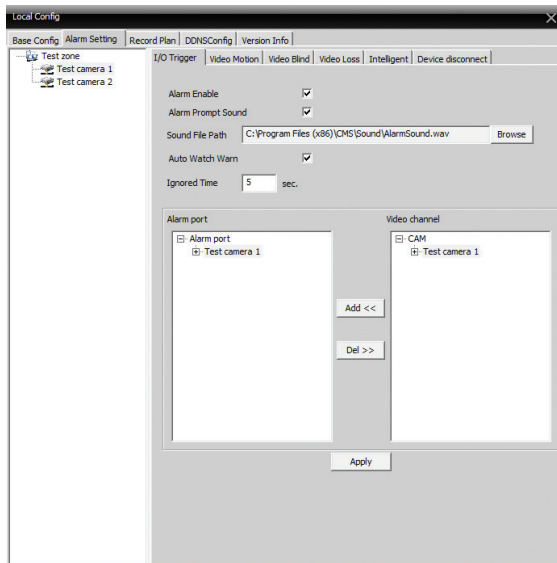 Local Config
Base Config Alarm Setting Record Plan DDNSConfig Version Info
Test zone
Test camera 1
Test camera 2
I/O Trigger Video Motion Video Blind Video Loss Intelligent Device disconnect
Alarm Enable
Alarm Prompt Sound
Sound File Path C:\Program Files (x86)\CMS\Sound\AlarmSound.wav Browse
Auto Watch Warn
Ignored Time 5 sec.
Alarm port Video channel
Alarm port CAM
Test camera 1 Test camera 1
Add <<
Del >>
Apply